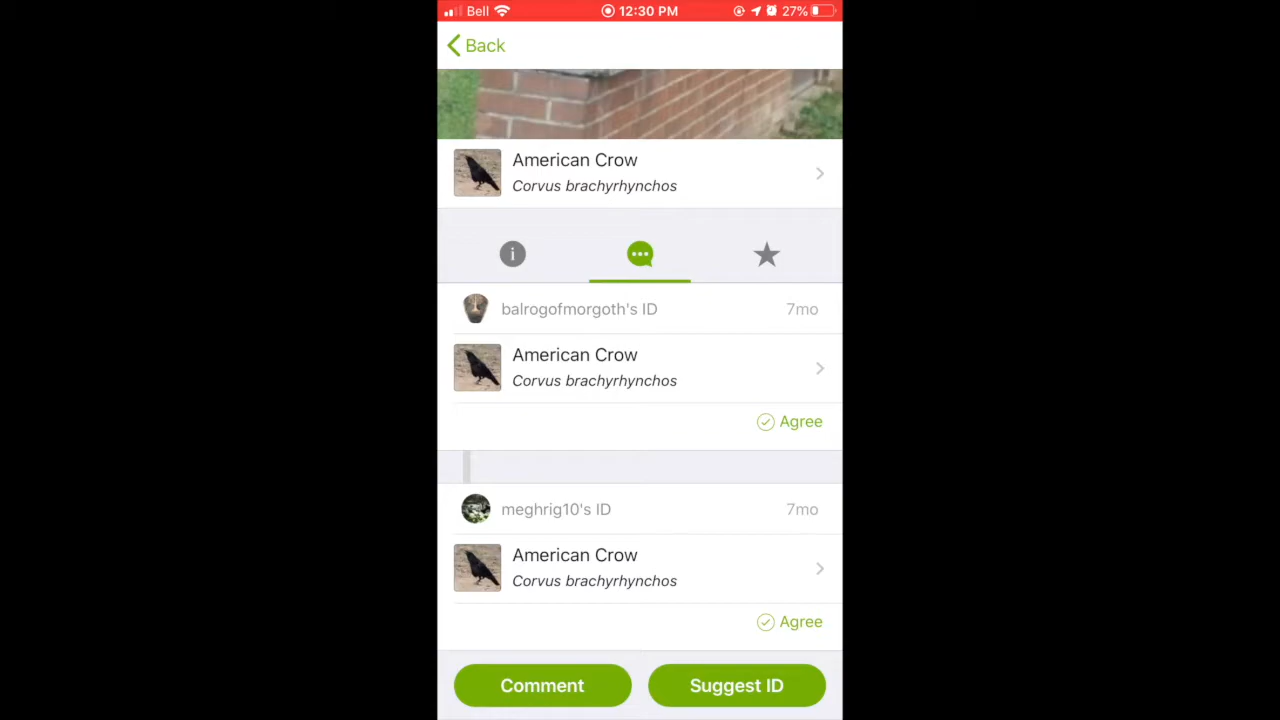 Bell 12:30 PM 27%
Back
American Crow
Corvus brachyrhynchos
balrogofmorgoth's ID 7mo
American Crow
Corvus brachyrhynchos
Agree
meghrig10's ID 7mo
American Crow
Corvus brachyrhynchos
Agree
Comment Suggest ID